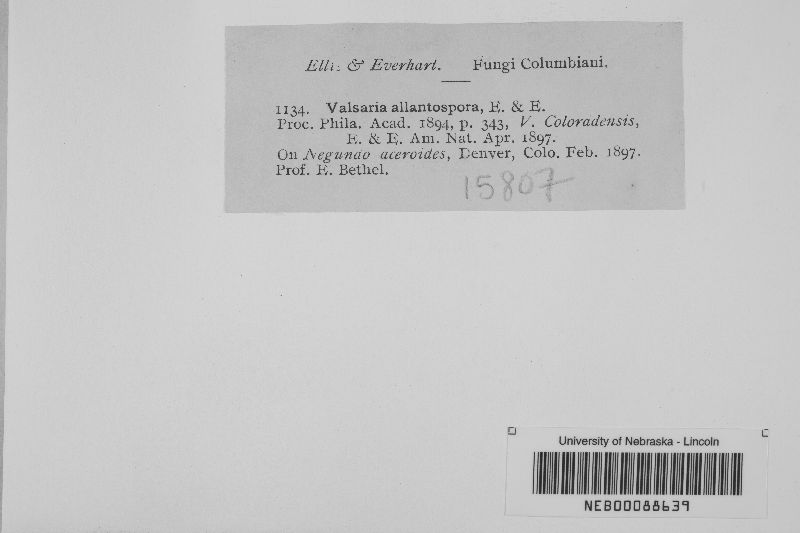 Ellis & Everhart. Fungi Columbiani.
1134. Valsaria allantospora, E. & E.
Proc. Phila. Acad. 1894, p. 343, V. Coloradensis,
E. & E. Am. Nat. Apr. 1897.
On Negundo aceroides, Denver, Colo. Feb. 1897.
Prof. E. Bethel.
15807
University of Nebraska - Lincoln
NEB00088639